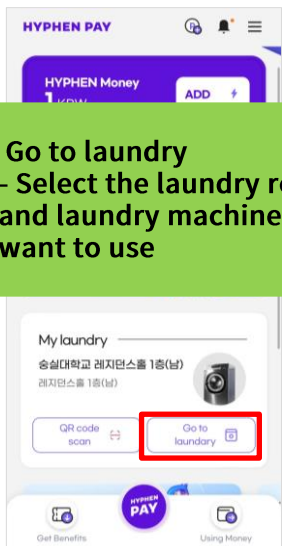 HYPHEN PAY
HYPHEN Money
1 KRW
ADD
Go to laundry
- Select the laundry
and laundry machine
want to use
My laundry
숭실대학교 레지던스홀 1층(남)
레지던스홀 1층(남)
QR code
scan
Go to
laundary
HYPHEN
PAY
Get Benefits
Using Money